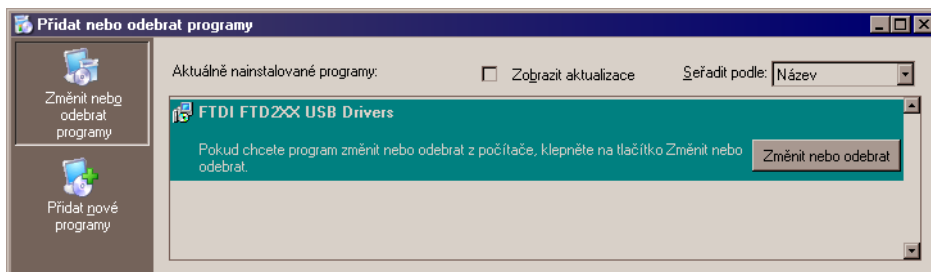 Přidat nebo odebrat programy
Změnit nebo
odebrat
programy
Přidat nové
programy
Aktuálně nainstalované programy:
Zobrazit aktualizace
Seřadit podle:
Název
FTDI FTD2XX USB Drivers
Pokud chcete program změnit nebo odebrat z počítače, klepněte na tlačítko Změnit nebo
odebrat.
Změnit nebo odebrat